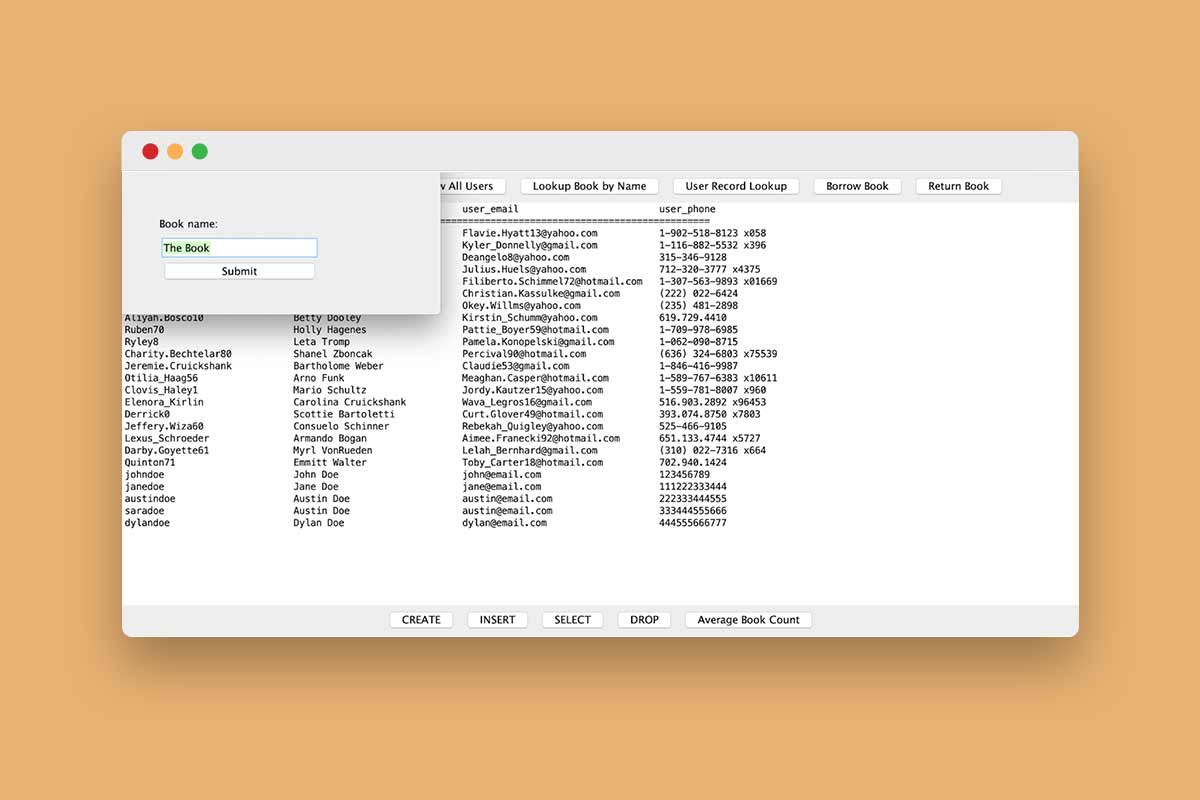 All Users Lookup Book by Name User Record Lookup Borrow Book Return Book
Book name:
The Book
Submit
user_email user_phone
Flavie.Hyatt13@yahoo.com 1-902-518-8123 x058
Kyler_Donnelly@gmail.com 1-116-882-5532 x396
Deangelo8@yahoo.com 315-346-9128
Julius.Huels@yahoo.com 712-320-3777 x4375
Filiberto.Schimmel72@hotmail.com 1-307-563-9893 x01669
Christian.Kassulke@gmail.com (222) 022-6424
Okey.Willms@yahoo.com (235) 481-2898
Aliyah.Bosco10 Betty Dooley Kirstin_Schumm@yahoo.com 619.729.4410
Ruben70 Holly Hagenes Pattie_Boyer59@hotmail.com 1-709-978-6985
Ryley8 Leta Tromp Pamela.Konopelski@gmail.com 1-062-090-8715
Charity.Bechtelar80 Shanel Zboncak Percival90@hotmail.com (636) 324-6803 x75539
Jeremie.Cruickshank Bartholome Weber Claudie53@gmail.com 1-846-416-9987
Otilia_Haag56 Arno Funk Meaghan.Casper@hotmail.com 1-589-767-6383 x10611
Clovis_Haley1 Mario Schultz Jordy.Kautzer15@yahoo.com 1-559-781-8007 x960
Elenora_Kirlin Carolina Cruickshank Wava_Legros16@gmail.com 516.903.2892 x96453
Derrick0 Scottie Bartoletti Curt.Glover49@hotmail.com 393.074.8750 x7803
Jeffery.Wiza60 Consuelo Schinner Rebekah_Quigley@yahoo.com 525-466-9105
Lexus_Schroeder Armando Bogan Aimee.Franecki92@hotmail.com 651.133.4744 x5727
Darby.Goyette61 Myrl VonRueden Lelah_Bernhard@gmail.com (310) 022-7316 x664
Quinton71 Emmitt Walter Toby_Carter18@hotmail.com 702.940.1424
johndoe John Doe john@email.com 123456789
janedoe Jane Doe jane@email.com 111222333444
austindoe Austin Doe austin@email.com 222333444555
saradoe Austin Doe austin@email.com 333444555666
dylandoe Dylan Doe dylan@email.com 444555666777
CREATE INSERT SELECT DROP Average Book Count